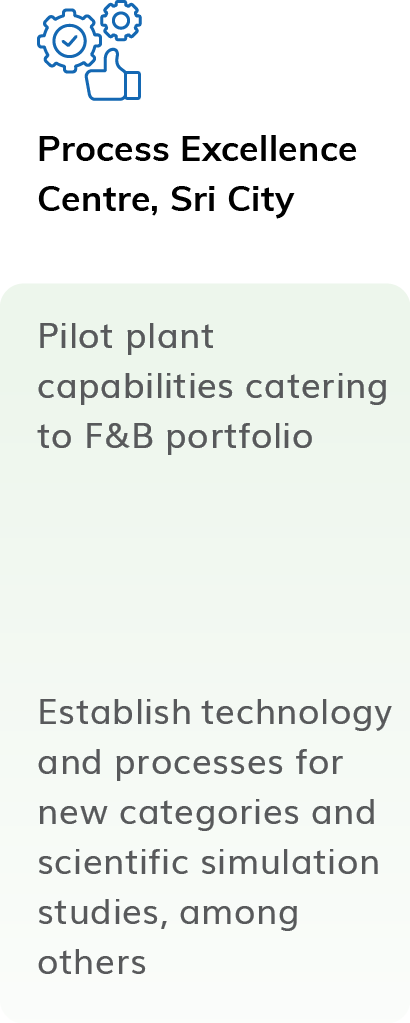 Process Excellence
Centre, Sri City
Pilot plant
capabilities catering
to F&B portfolio
Establish technology
and processes for
new categories and
scientific simulation
studies, among
others